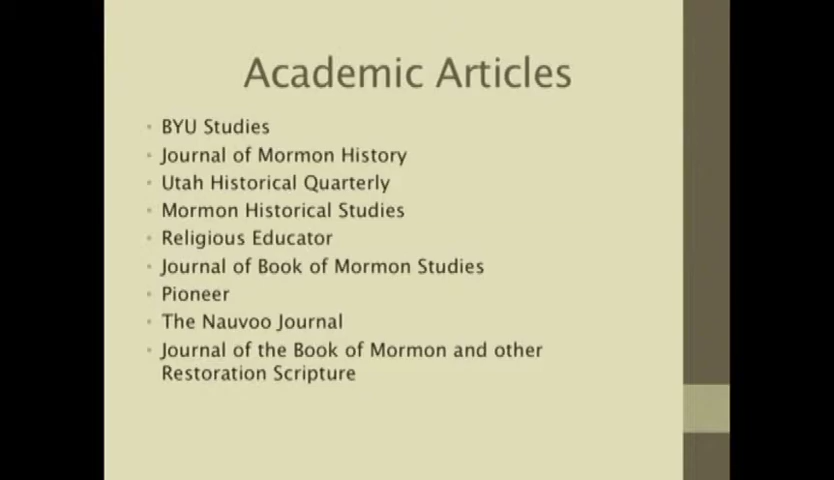 Academic Articles
BYU Studies
Journal of Mormon History
Utah Historical Quarterly
Mormon Historical Studies
Religious Educator
Journal of Book of Mormon Studies
Pioneer
The Nauvoo Journal
Journal of the Book of Mormon and other
Restoration Scripture